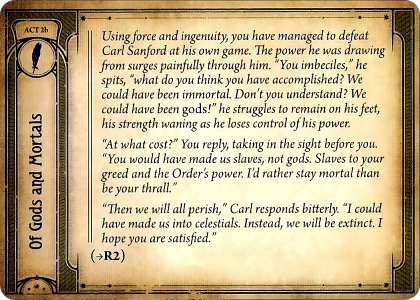 ACT 2b
Of Gods and Mortals
Using force and ingenuity, you have managed to defeat
Carl Sanford at his own game. The power he was drawing
from surges painfully through him. “You imbeciles,” he
spits, “what do you think you have accomplished? We
could have been immortal. Don’t you understand? We
could have been gods!” he struggles to remain on his feet,
his strength waning as he loses control of his power.
“At what cost?” You reply, taking in the sight before you.
“You would have made us slaves, not gods. Slaves to your
greed and the Order’s power. I’d rather stay mortal than
be your thrall.”
“Then we will all perish,” Carl responds bitterly. “I could
have made us into celestials. Instead, we will be extinct. I
hope you are satisfied.”
(→R2)